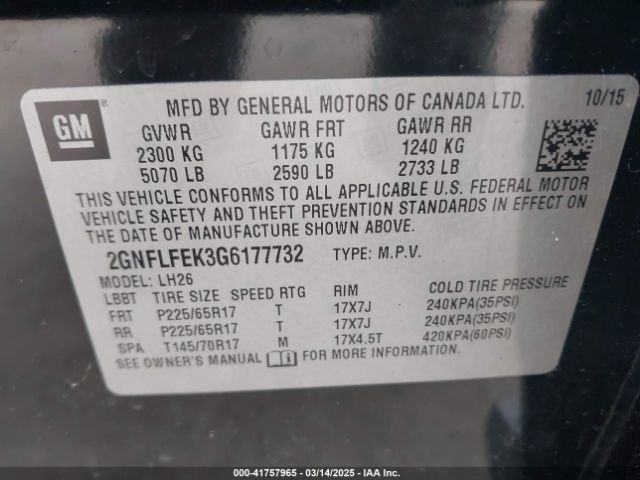 GM
®
MFD BY GENERAL MOTORS OF CANADA LTD. 10/15
GVWR GAWR FRT GAWR RR
2300 KG 1175 KG 1240 KG
5070 LB 2590 LB 2733 LB
THIS VEHICLE CONFORMS TO ALL APPLICABLE U.S. FEDERAL MOTOR
VEHICLE SAFETY AND THEFT PREVENTION STANDARDS IN EFFECT ON
THE DATE OF MANUFACTURE SHOWN ABOVE.
2GNFLFEK3G6177732 TYPE: M.P.V.
MODEL: LH26
LBBT TIRE SIZE SPEED RTG RIM COLD TIRE PRESSURE
FRT P225/65R17 T 17X7J 240KPA(35PSI)
RR P225/65R17 T 17X7J 240KPA(35PSI)
SPA T145/70R17 M 17X4.5T 420KPA(60PSI)
SEE OWNER'S MANUAL FOR MORE INFORMATION.
000-41757965 - 03/14/2025 - IAA